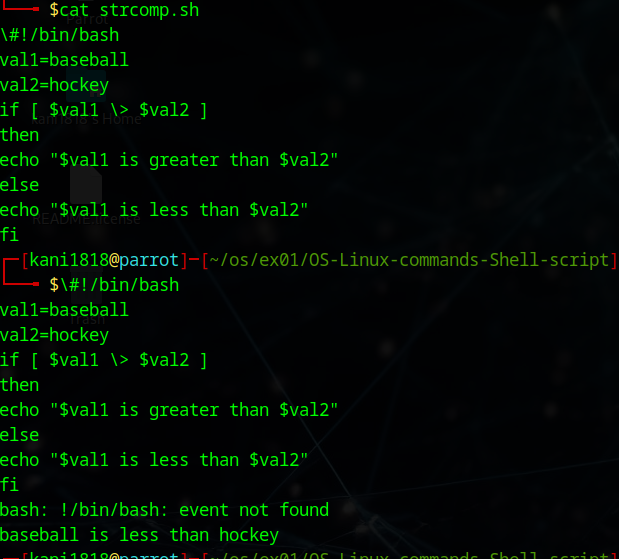 $cat strcomp.sh
\#!/bin/bash
val1=baseball
val2=hockey
if [ $val1 \> $val2 ]
then
echo "$val1 is greater than $val2"
else
echo "$val1 is less than $val2"
fi
[kani1818@parrot]─[~/os/ex01/OS-Linux-commands-Shell-script]
$\#!/bin/bash
val1=baseball
val2=hockey
if [ $val1 \> $val2 ]
then
echo "$val1 is greater than $val2"
else
echo "$val1 is less than $val2"
fi
bash: !/bin/bash: event not found
baseball is less than hockey
[kani1818@parrot]─[~/os/ex01/OS-Linux-commands-Shell-script]